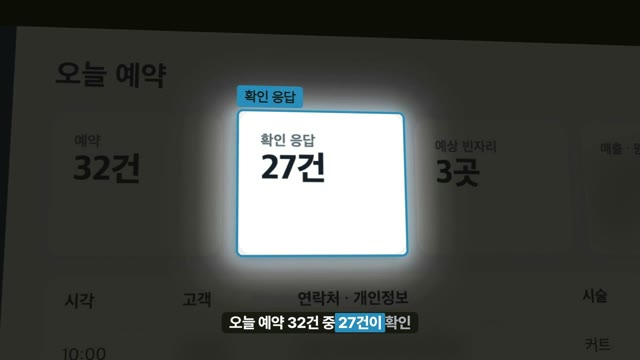 오늘 예약
확인 응답
예약
32건
확인 응답
27건
예상 빈자리
3곳
매출 ·
시각
고객
연락처 · 개인정보
시술
오늘 예약 32건 중 27건이 확인
10:00
커트